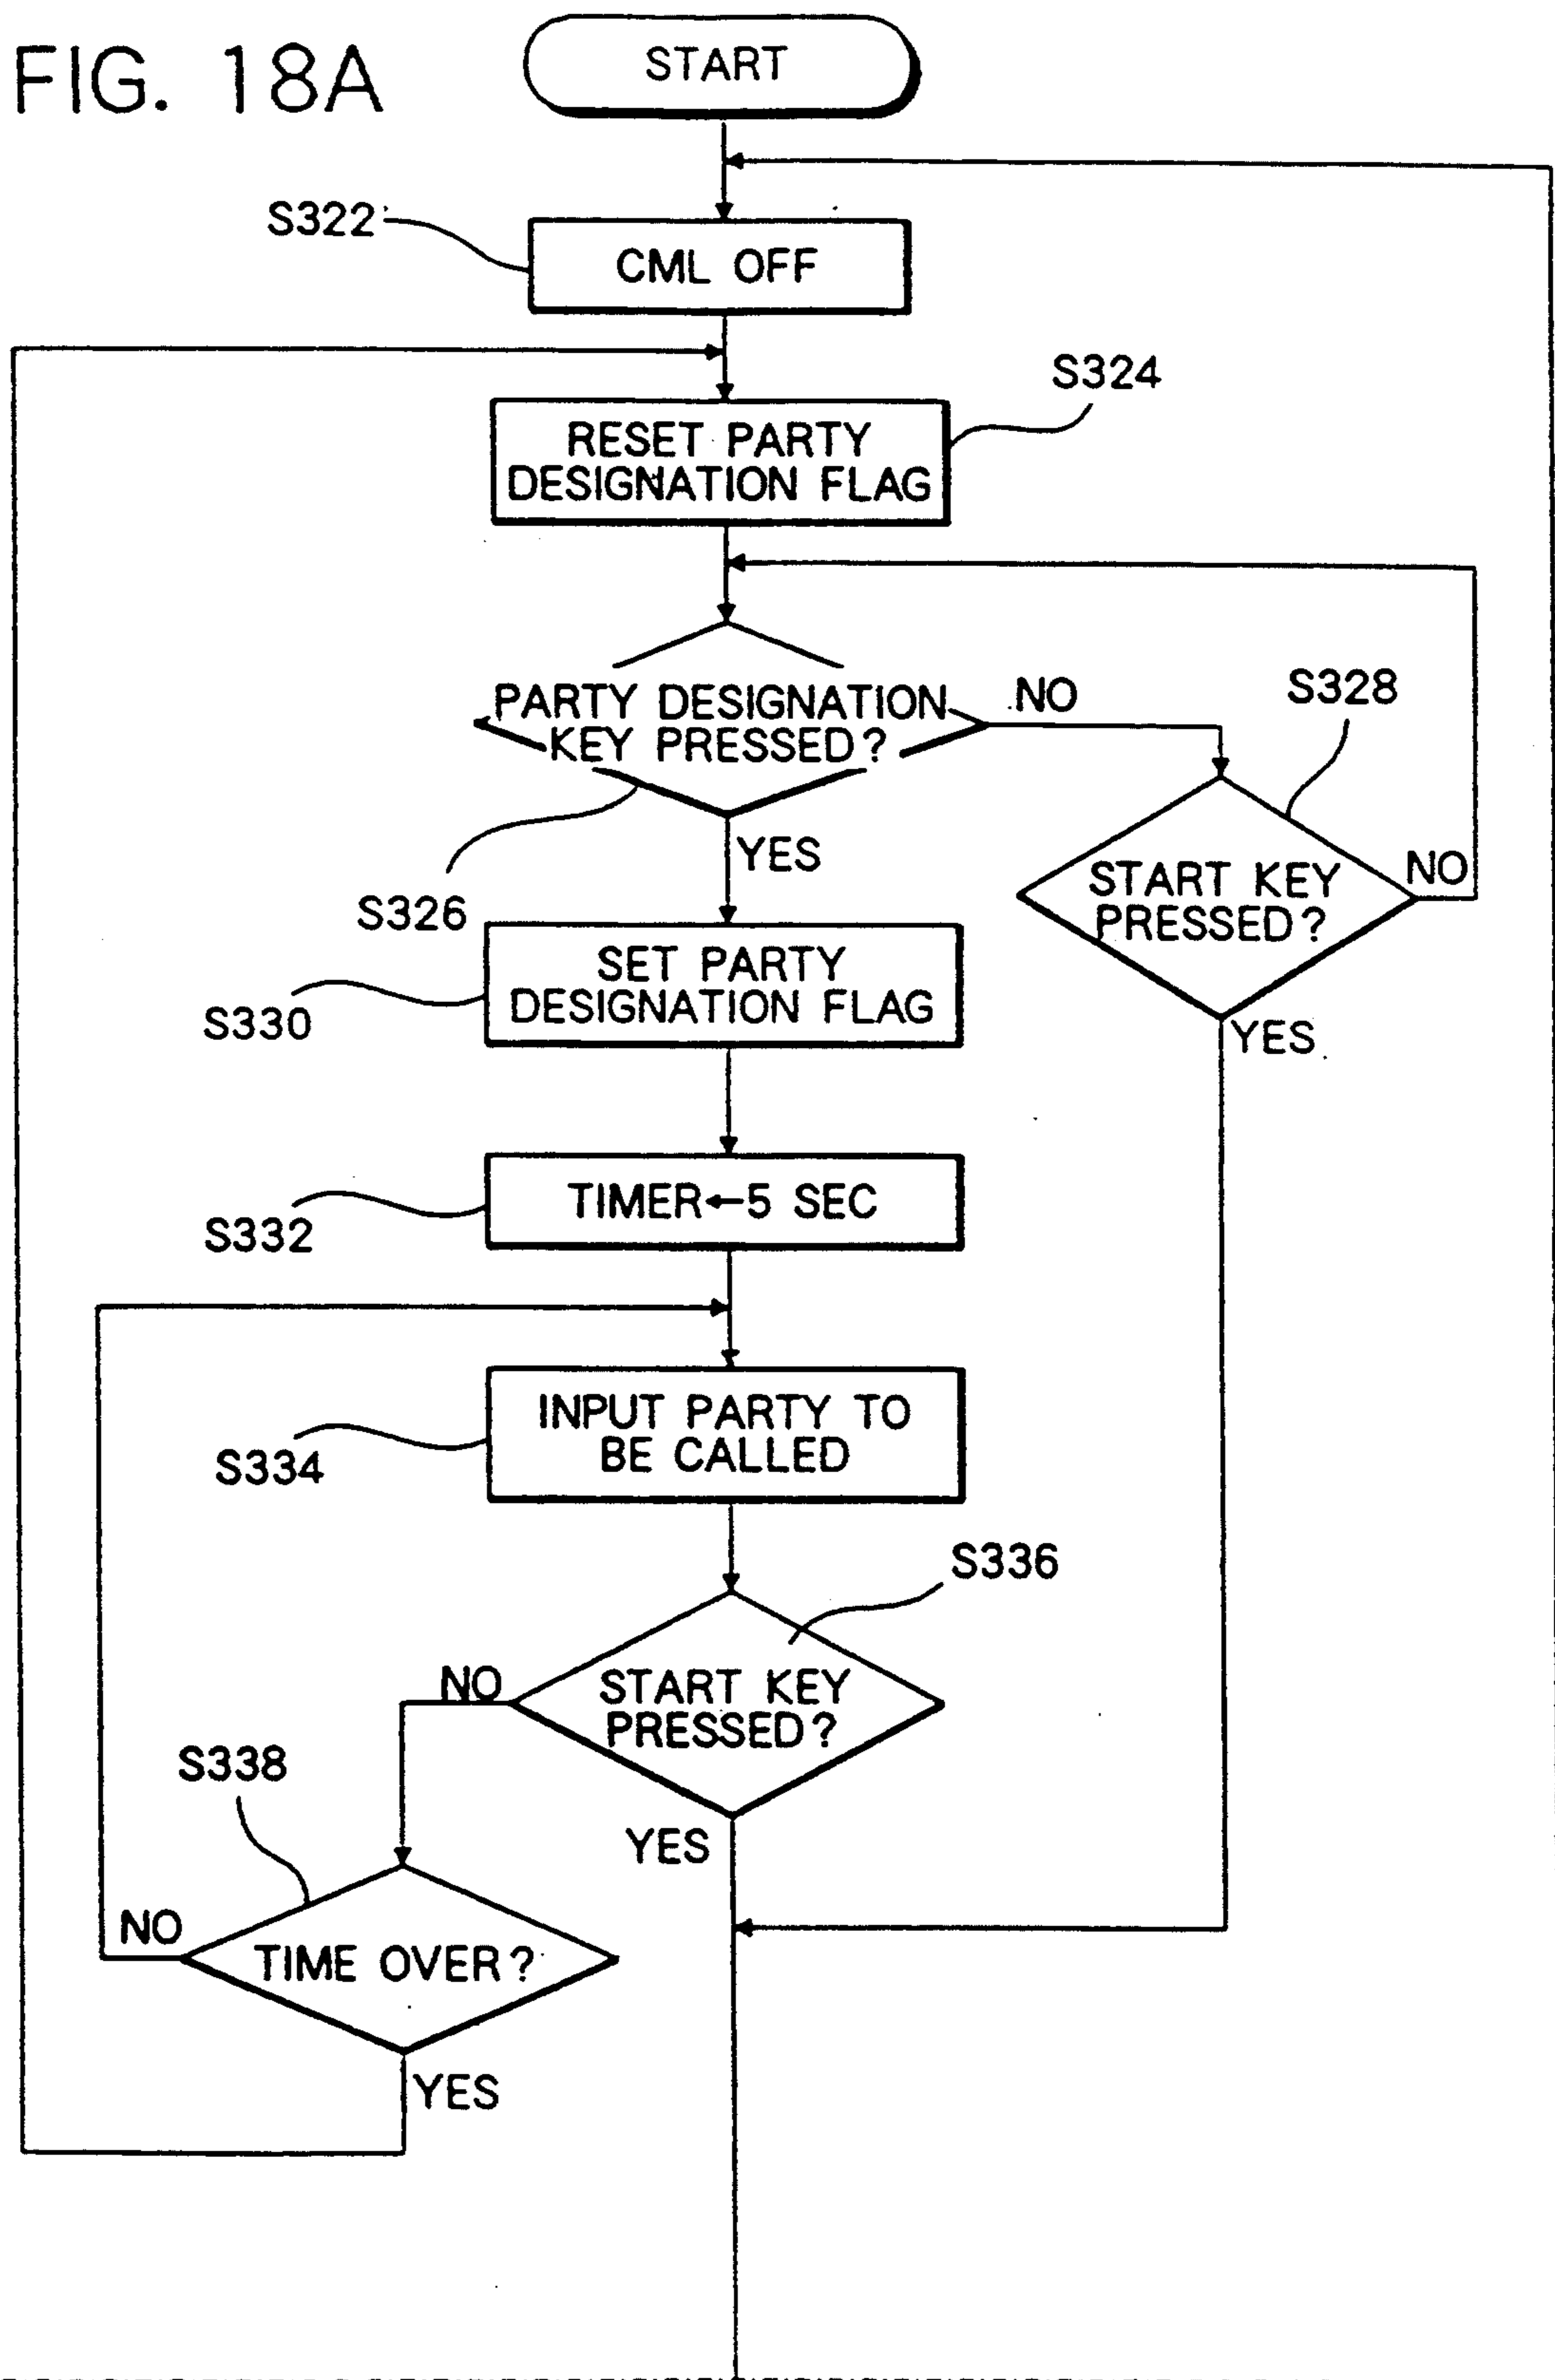 FIG. 18A
START
S322
CML OFF
S324
RESET PARTY
DESIGNATION FLAG
PARTY DESIGNATION
KEY PRESSED?
NO
S328
YES
S326
START KEY
PRESSED?
NO
YES
SET PARTY
DESIGNATION FLAG
S330
TIMER←5 SEC
S332
INPUT PARTY TO
BE CALLED
S334
S336
NO
START KEY
PRESSED?
S338
YES
NO
TIME OVER?
YES